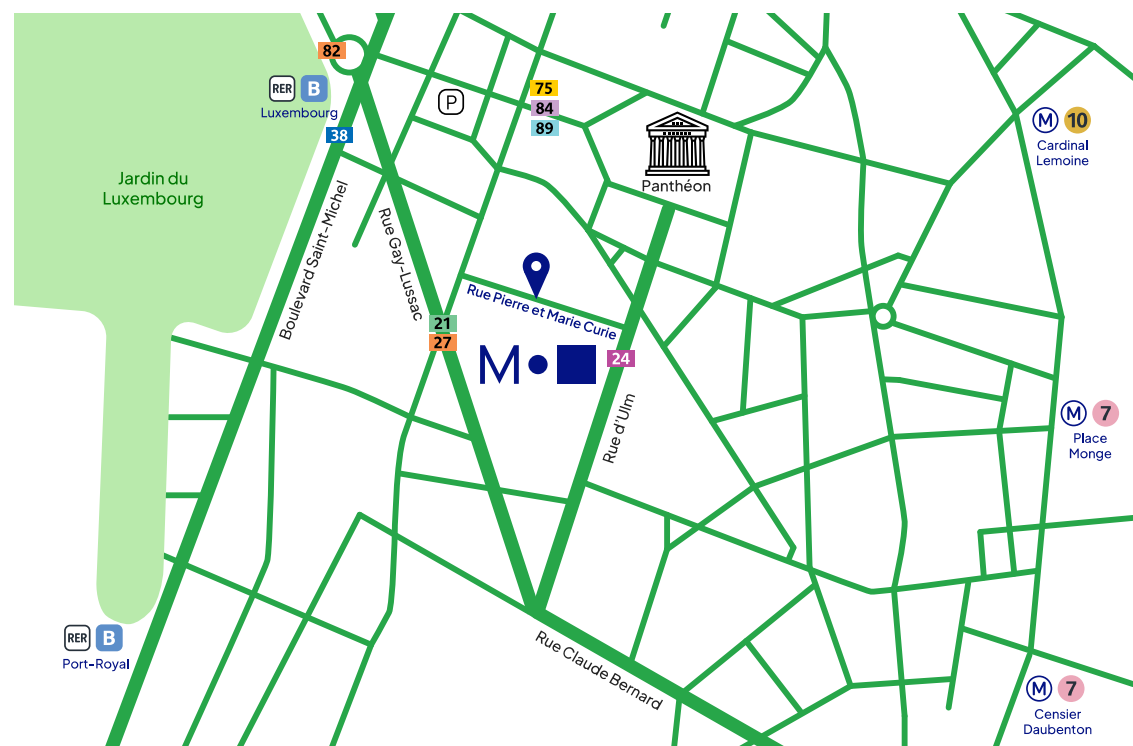 82
RER B
Luxembourg
38
P
75
84
89
Panthéon
M 10
Cardinal
Lemoine
Jardin du
Luxembourg
Boulevard Saint-Michel
Rue Gay-Lussac
Rue Pierre et Marie Curie
21
27
M
24
Rue d'Ulm
M 7
Place
Monge
RER B
Port-Royal
Rue Claude Bernard
M 7
Censier
Daubenton